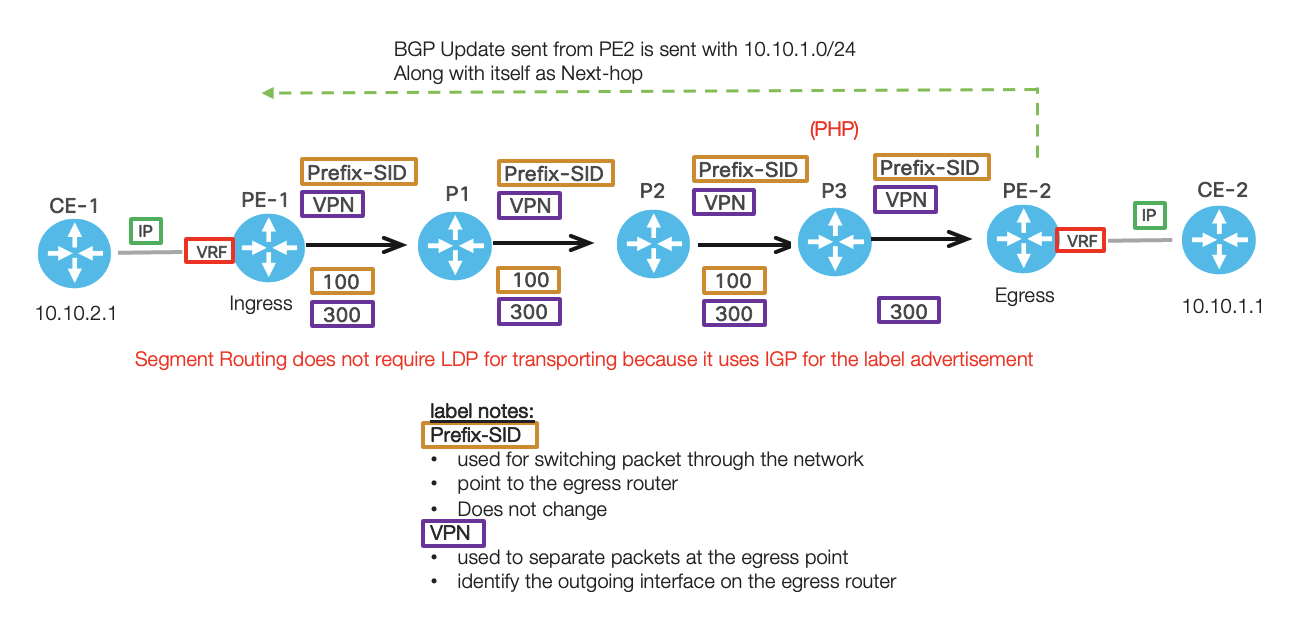 BGP Update sent from PE2 is sent with 10.10.1.0/24
Along with itself as Next-hop
(PHP)
Prefix-SID
Prefix-SID
Prefix-SID
Prefix-SID
CE-1
PE-1
VPN
P1
VPN
P2
VPN
P3
VPN
PE-2
CE-2
IP
VRF
VRF
IP
10.10.2.1
Ingress
100
300
100
300
100
300
300
Egress
10.10.1.1
Segment Routing does not require LDP for transporting because it uses IGP for the label advertisement
label notes:
Prefix-SID
• used for switching packet through the network
• point to the egress router
• Does not change
VPN
• used to separate packets at the egress point
• identify the outgoing interface on the egress router